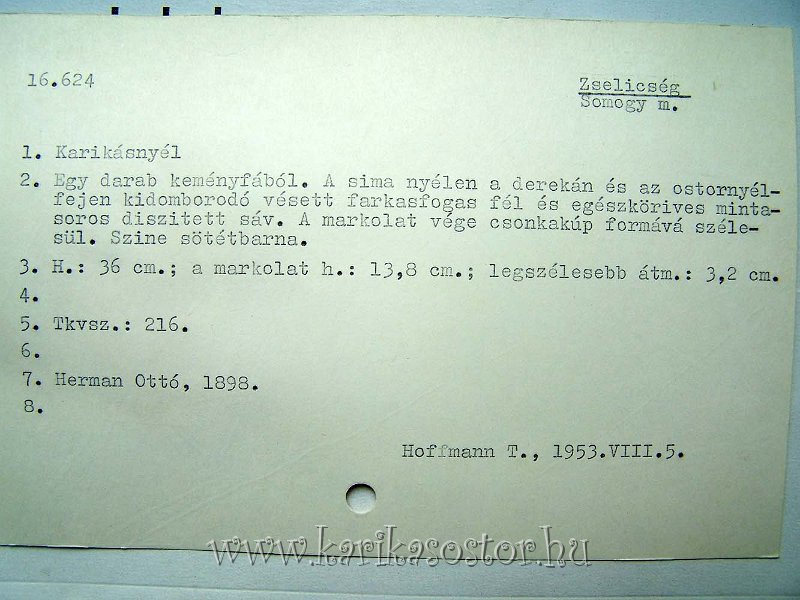 16.624
Zselicség
Somogy m.
1. Karikásnyél
2. Egy darab keményfából. A sima nyélen a derekán és az ostornyél-
fejen kidomborodó vésett farkasfogas fél és egészköríves minta-
soros diszitett sáv. A markolat vége csonkakúp formává széle-
sül. Szine sötétbarna.
3. H.: 36 cm.; a markolat h.: 13,8 cm.; legszélesebb átm.: 3,2 cm.
4.
5. Tkvsz.: 216.
6.
7. Herman Ottó, 1898.
8.
Hoffmann T., 1953.VIII.5.
www.karikasostor.hu